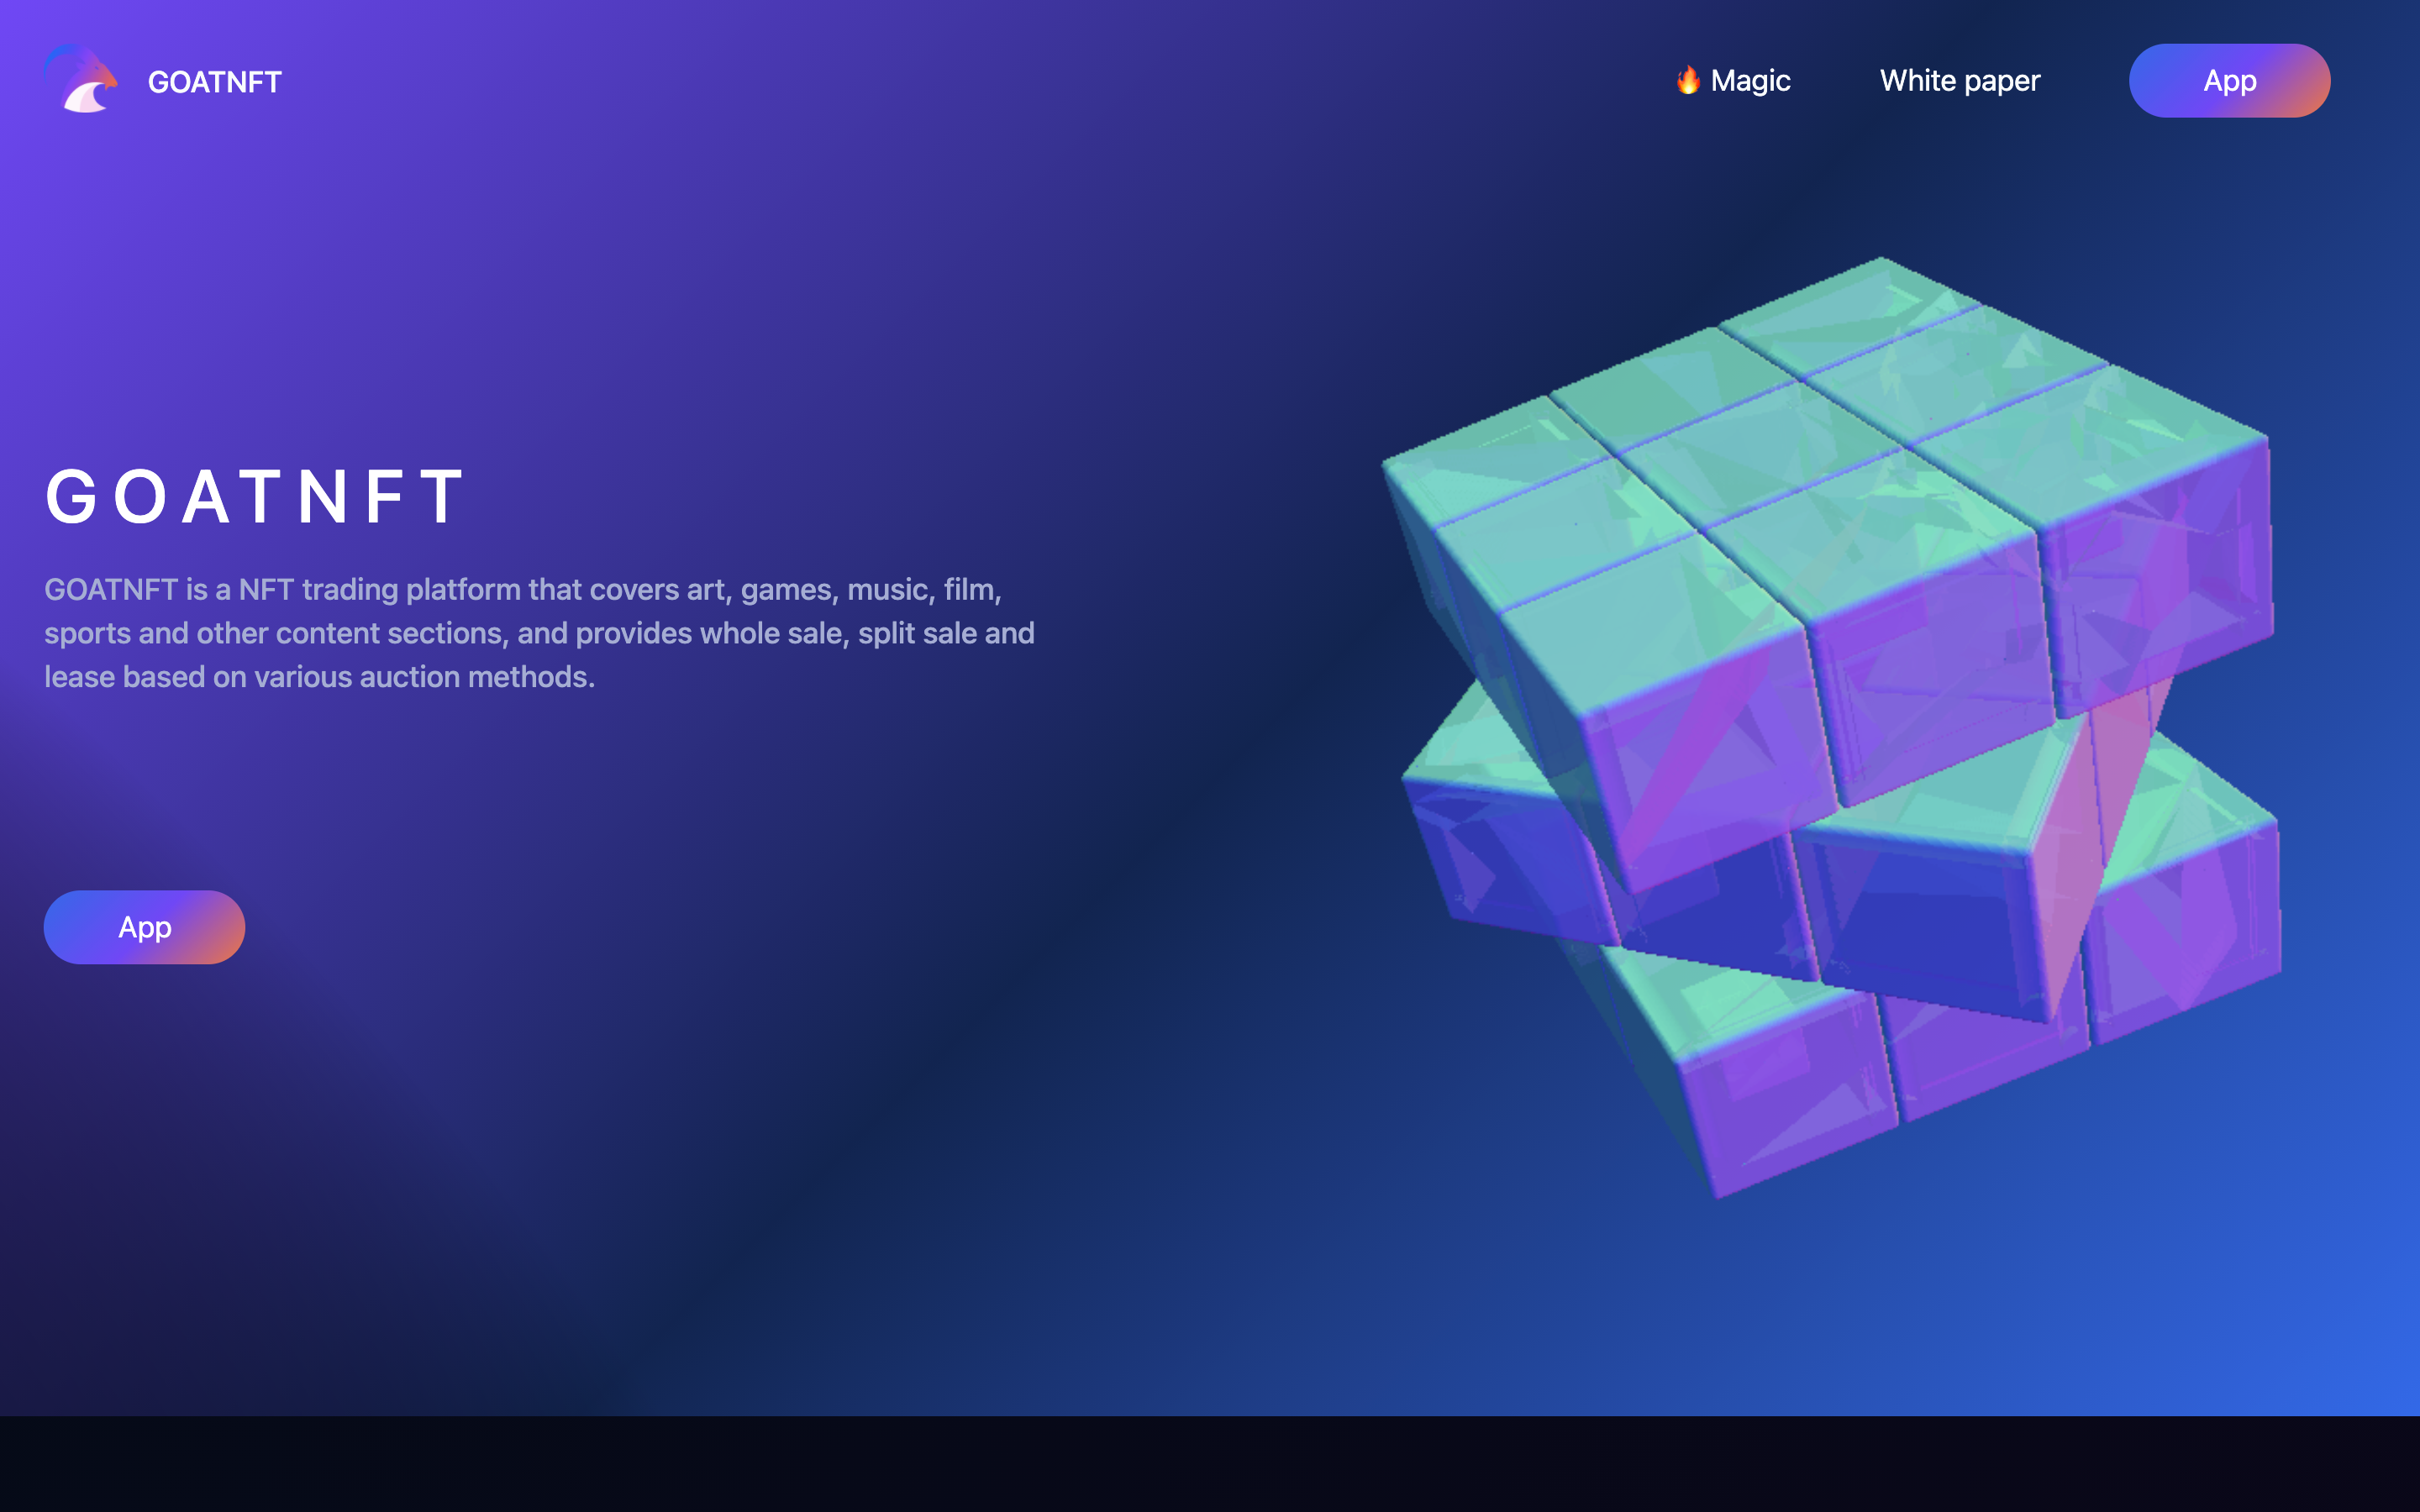 GOATNFT
🔥 Magic
White paper
App
GOATNFT
GOATNFT is a NFT trading platform that covers art, games, music, film,
sports and other content sections, and provides whole sale, split sale and
lease based on various auction methods.
App